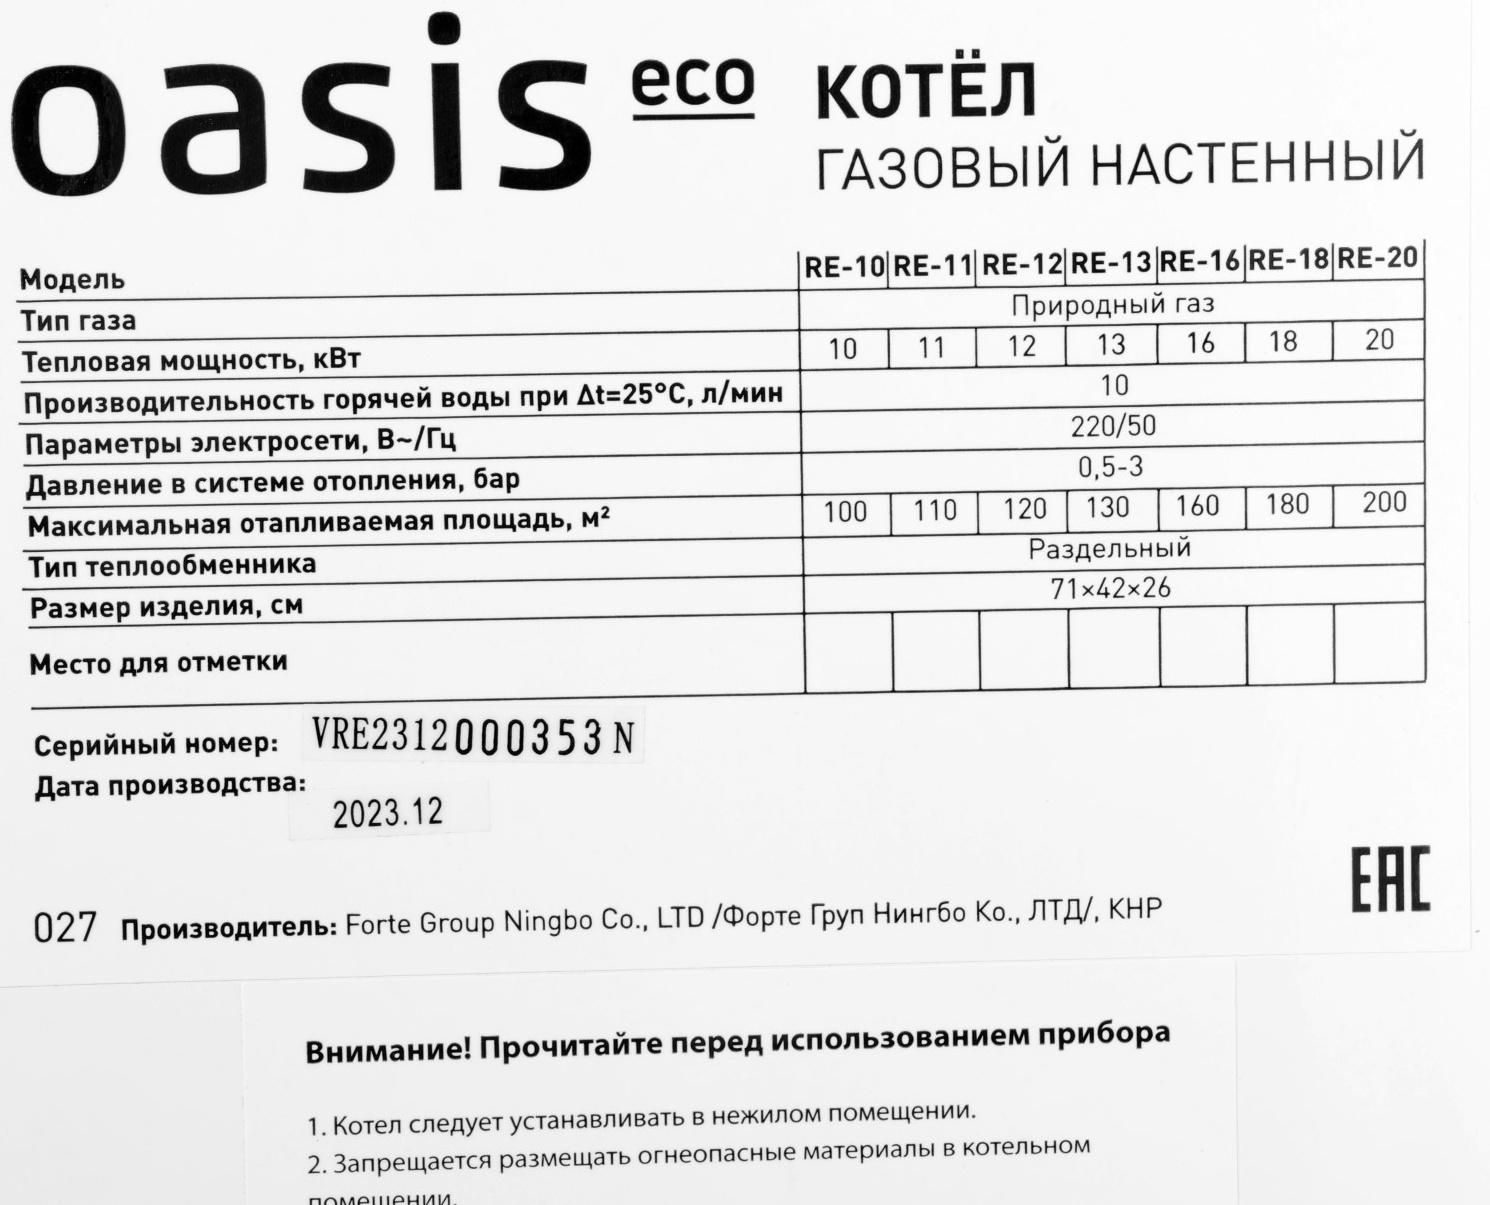 oasis eco КОТЁЛ
ГАЗОВЫЙ НАСТЕННЫЙ
Модель RE-10 RE-11 RE-12 RE-13 RE-16 RE-18 RE-20
Тип газа Природный газ
Тепловая мощность, кВт 10 11 12 13 16 18 20
Производительность горячей воды при Δt=25°C, л/мин 10
Параметры электросети, В~/Гц 220/50
Давление в системе отопления, бар 0,5-3
Максимальная отапливаемая площадь, м² 100 110 120 130 160 180 200
Тип теплообменника Раздельный
Размер изделия, см 71×42×26
Место для отметки
Серийный номер: VRE2312000353N
Дата производства:
2023.12
EAC
027 Производитель: Forte Group Ningbo Co., LTD /Форте Груп Нингбо Ко., ЛТД/, КНР
Внимание! Прочитайте перед использованием прибора
1. Котел следует устанавливать в нежилом помещении.
2. Запрещается размещать огнеопасные материалы в котельном
помещении.